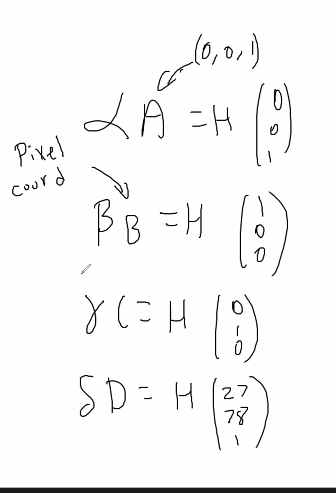 (0, 0, 1)
αA = H (0 0 1)
Pixel coord
βB = H (1 0 0)
γC = H (0 1 0)
δD = H (27 78 1)